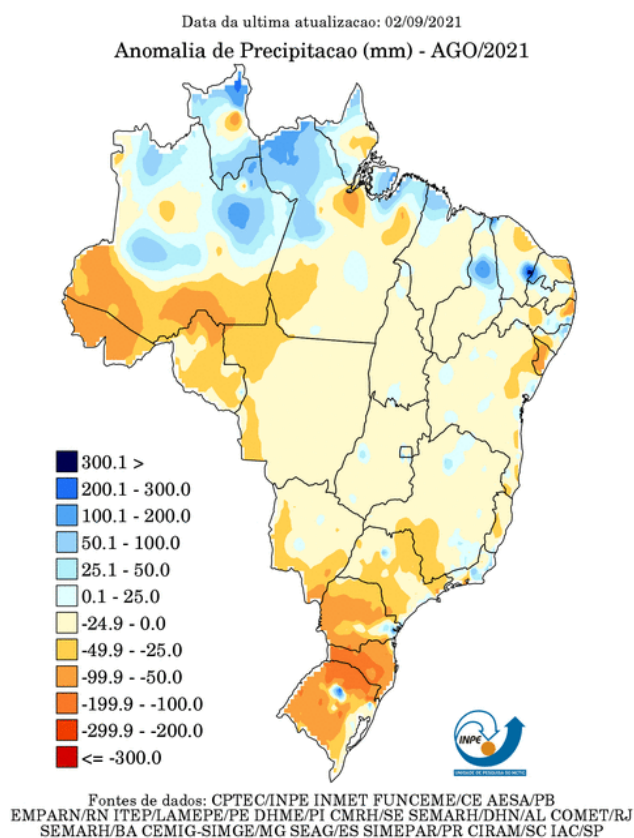 Data da ultima atualizacao: 02/09/2021
Anomalia de Precipitacao (mm) - AGO/2021
300.1 >
200.1 - 300.0
100.1 - 200.0
50.1 - 100.0
25.1 - 50.0
0.1 - 25.0
-24.9 - 0.0
-49.9 - -25.0
-99.9 - -50.0
-199.9 - -100.0
-299.9 - -200.0
<= -300.0
INPE
UNIDADE DE PESQUISA DO MCTIC
Fontes de dados: CPTEC/INPE INMET FUNCEME/CE AESA/PB
EMPARN/RN ITEP/LAMEPE/PE DHME/PI CMRH/SE SEMARH/DHN/AL COMET/RJ
SEMARH/BA CEMIG-SIMGE/MG SEAG/ES SIMEPAR/PR CIRAM/SC IAC/SP